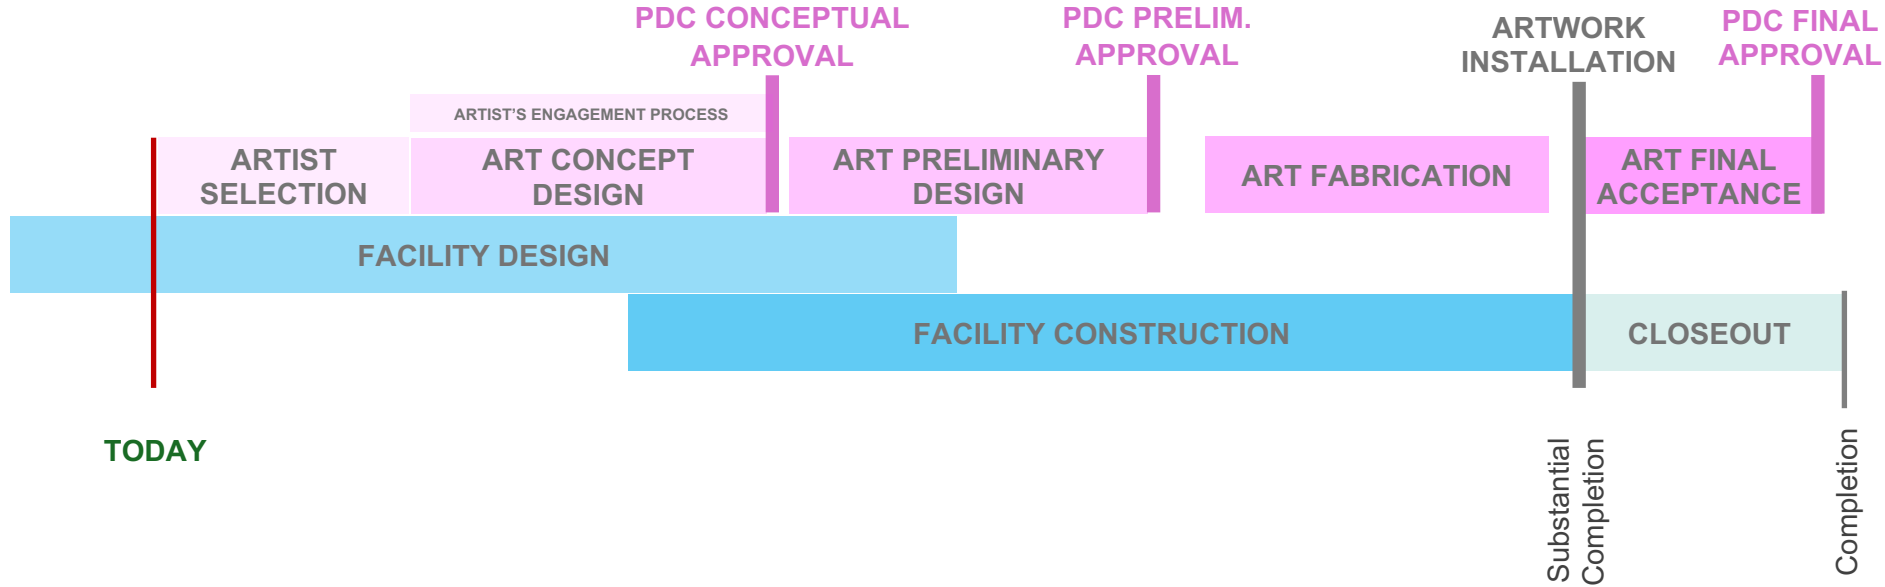 PDC CONCEPTUAL
APPROVAL
PDC PRELIM.
APPROVAL
ARTWORK
INSTALLATION
PDC FINAL
APPROVAL
ARTIST’S ENGAGEMENT PROCESS
ARTIST
SELECTION
ART CONCEPT
DESIGN
ART PRELIMINARY
DESIGN
ART FABRICATION
ART FINAL
ACCEPTANCE
FACILITY DESIGN
FACILITY CONSTRUCTION
CLOSEOUT
TODAY
Substantial
Completion
Completion